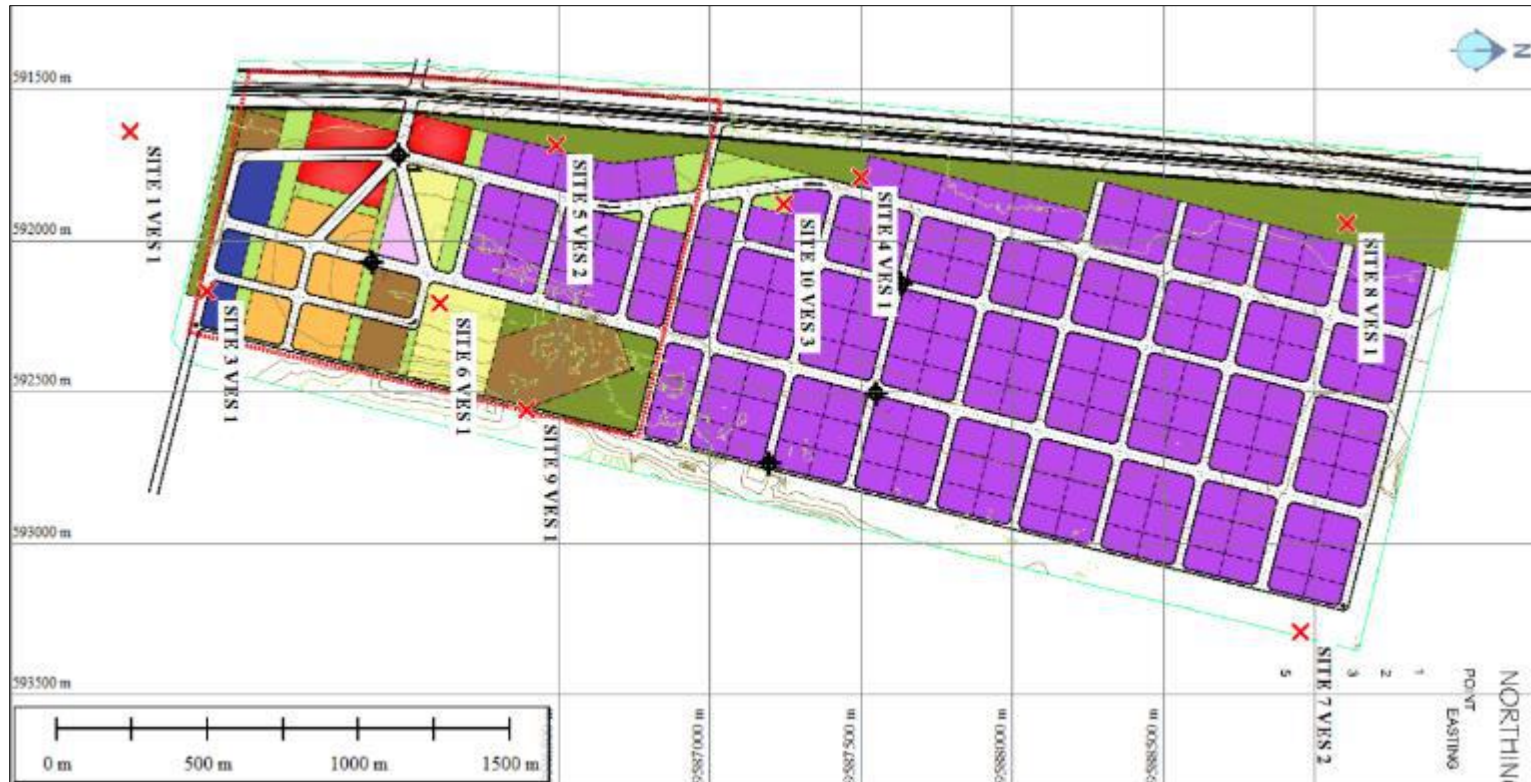 N
591500 m
SITE 1 VES 1
SITE 5 VES 2
592000 m
SITE 4 VES 1
SITE 10 VES 3
SITE 8 VES 1
SITE 3 VES 1
SITE 6 VES 1
592500 m
SITE 9 VES 1
593000 m
SITE 7 VES 2
593500 m
1
2
3
5
POINT
EASTING
NORTHIN
0 m
500 m
1000 m
1500 m